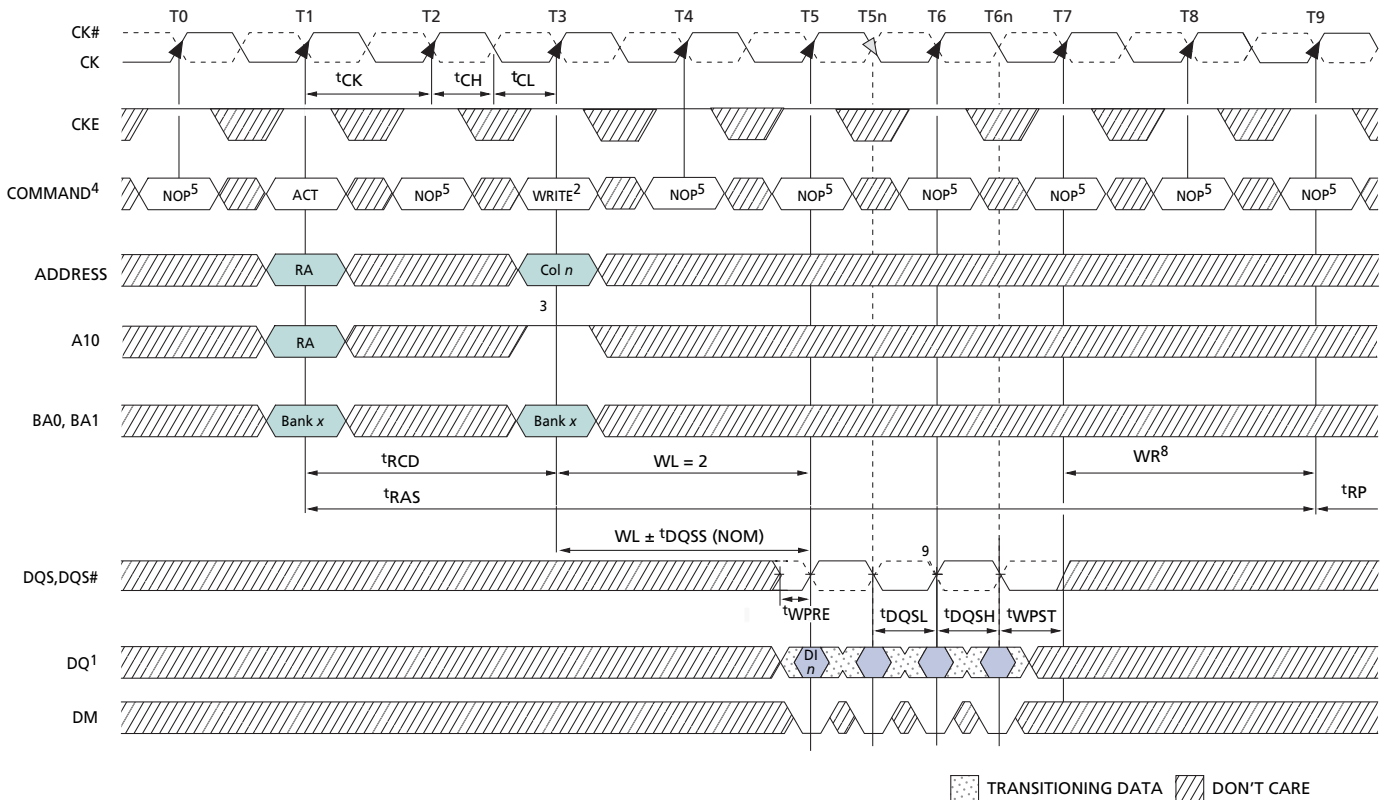 T0 T1 T2 T3 T4 T5 T5n T6 T6n T7 T8 T9
CK#
CK
tCK tCH tCL
CKE
COMMAND4 NOP5 ACT NOP5 WRITE2 NOP5 NOP5 NOP5 NOP5 NOP5 NOP5
ADDRESS RA Col n
3
A10 RA
BA0, BA1 Bank x Bank x
tRCD WL = 2 WR8
tRAS tRP
WL ± tDQSS (NOM)
9
DQS,DQS#
tWPRE tDQSL tDQSH tWPST
DQ1 DI n
DM
TRANSITIONING DATA DON'T CARE